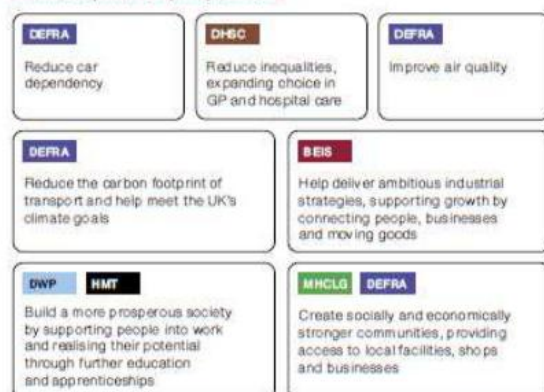 DEFRA
Reduce car
dependency
DHSC
Reduce inequalities,
expanding choice in
GP and hospital care
DEFRA
Improve air quality
DEFRA
Reduce the carbon footprint of
transport and help meet the UK's
climate goals
BEIS
Help deliver ambitious industrial
strategies, supporting growth by
connecting people, businesses
and moving goods
DWP HMT
Build a more prosperous society
by supporting people into work
and realising their potential
through further education
and apprenticeships
MHCLG DEFRA
Create socially and economically
stronger communities, providing
access to local facilities, shops
and businesses